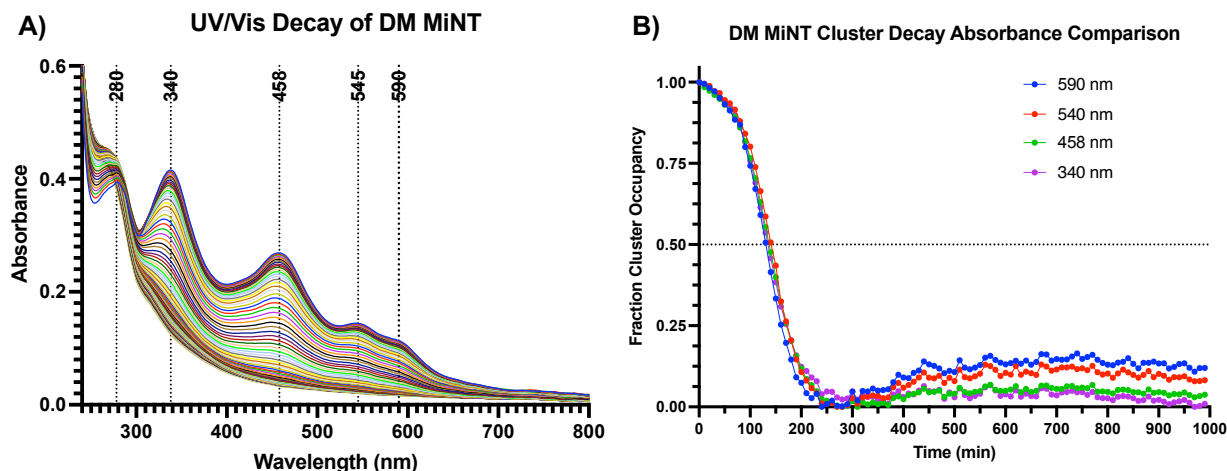 A)
UV/Vis Decay of DM MiNT
0.6
0.4
0.2
0.0
Absorbance
280
340
458
545
590
300
400
500
600
700
800
Wavelength (nm)
B)
DM MiNT Cluster Decay Absorbance Comparison
1.00
0.75
0.50
0.25
0.00
Fraction Cluster Occupancy
590 nm
540 nm
458 nm
340 nm
0
100
200
300
400
500
600
700
800
900
1000
Time (min)